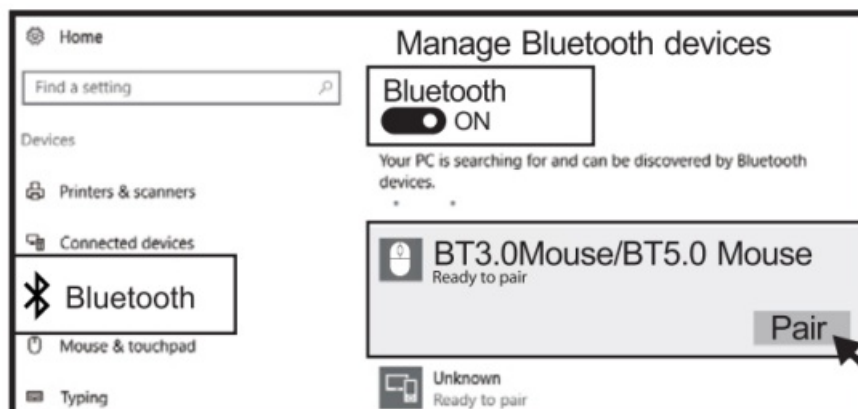 Home
Find a setting
Devices
Printers & scanners
Connected devices
Bluetooth
Mouse & touchpad
Typing
Manage Bluetooth devices
Bluetooth
ON
Your PC is searching for and can be discovered by Bluetooth
devices.
BT3.0Mouse/BT5.0 Mouse
Ready to pair
Pair
Unknown
Ready to pair